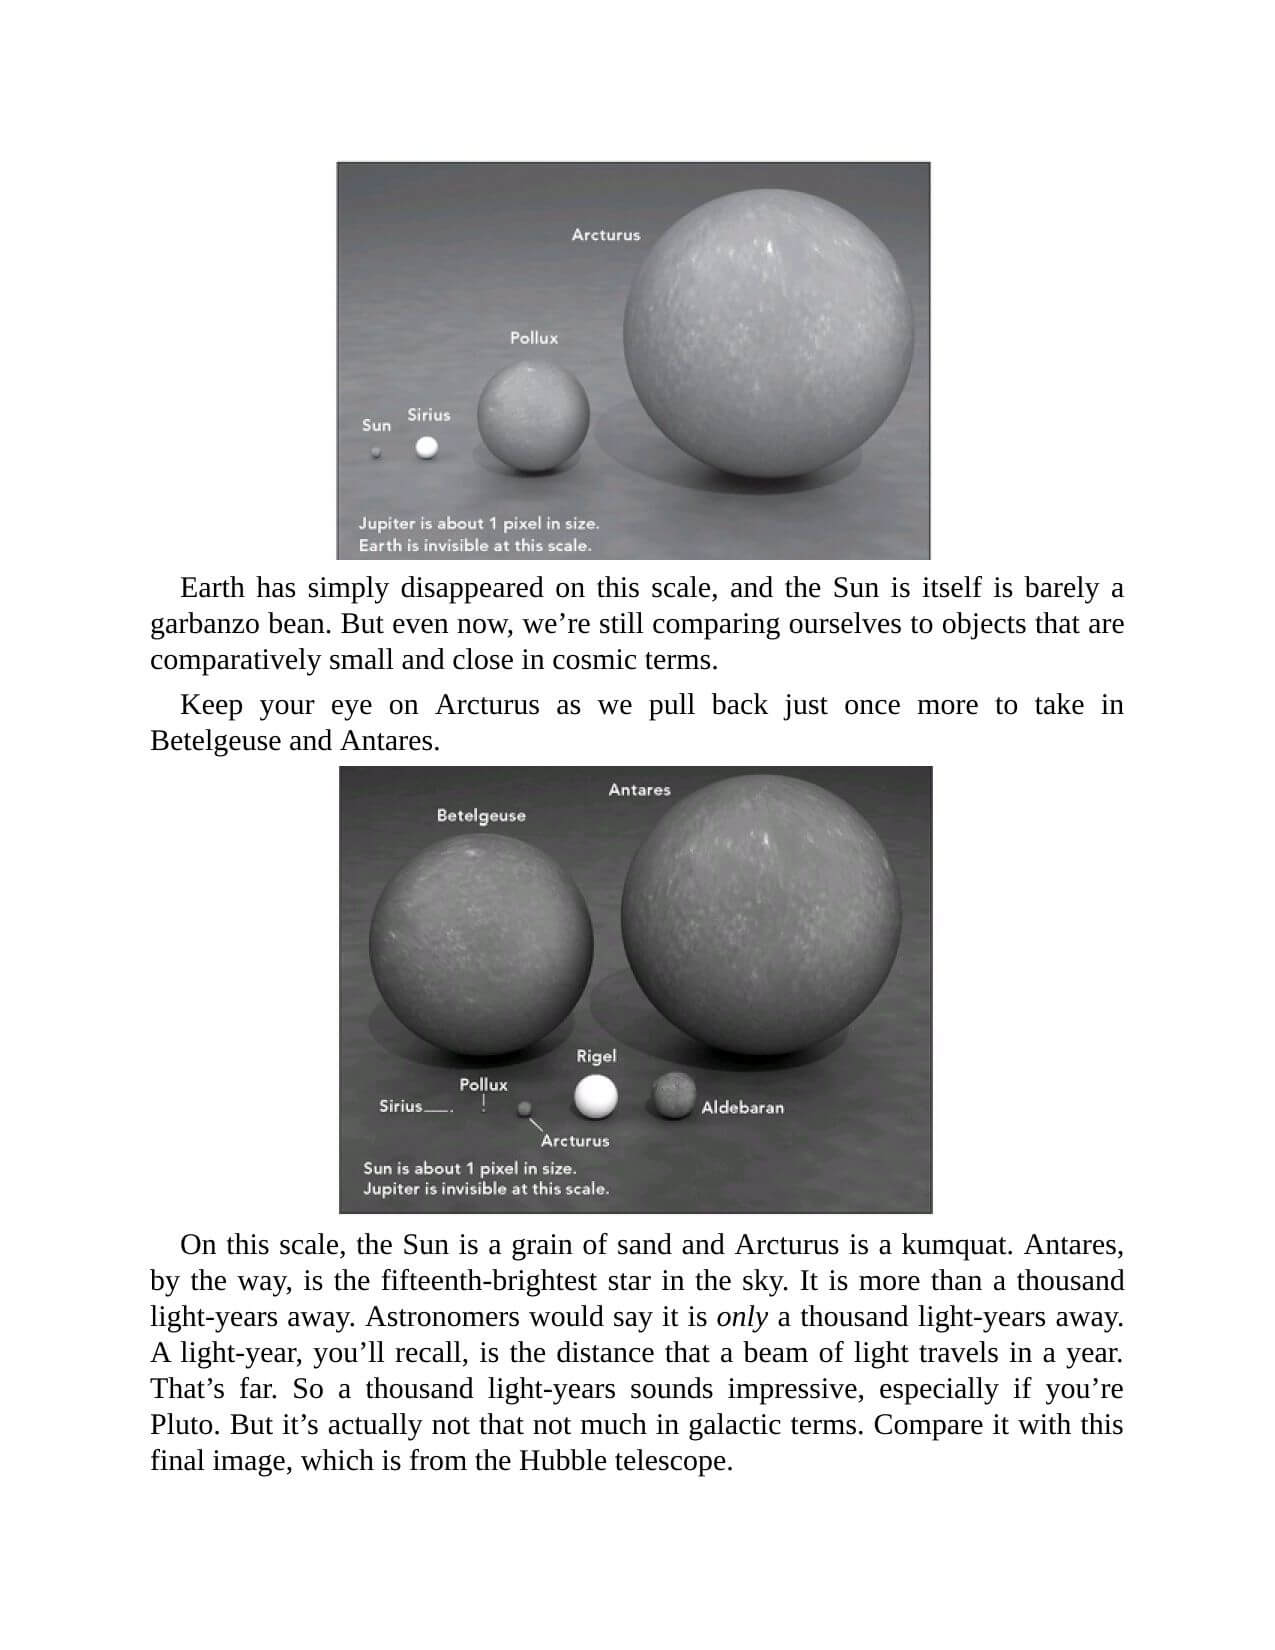 Arcturus
Pollux
Sirius
Sun
Jupiter is about 1 pixel in size.
Earth is invisible at this scale.
Earth has simply disappeared on this scale, and the Sun is itself is barely a
garbanzo bean. But even now, we’re still comparing ourselves to objects that are
comparatively small and close in cosmic terms.
Keep your eye on Arcturus as we pull back just once more to take in
Betelgeuse and Antares.
Antares
Betelgeuse
Rigel
Pollux
Sirius
Aldebaran
Arcturus
Sun is about 1 pixel in size.
Jupiter is invisible at this scale.
On this scale, the Sun is a grain of sand and Arcturus is a kumquat. Antares,
by the way, is the fifteenth-brightest star in the sky. It is more than a thousand
light-years away. Astronomers would say it is only a thousand light-years away.
A light-year, you’ll recall, is the distance that a beam of light travels in a year.
That’s far. So a thousand light-years sounds impressive, especially if you’re
Pluto. But it’s actually not that not much in galactic terms. Compare it with this
final image, which is from the Hubble telescope.